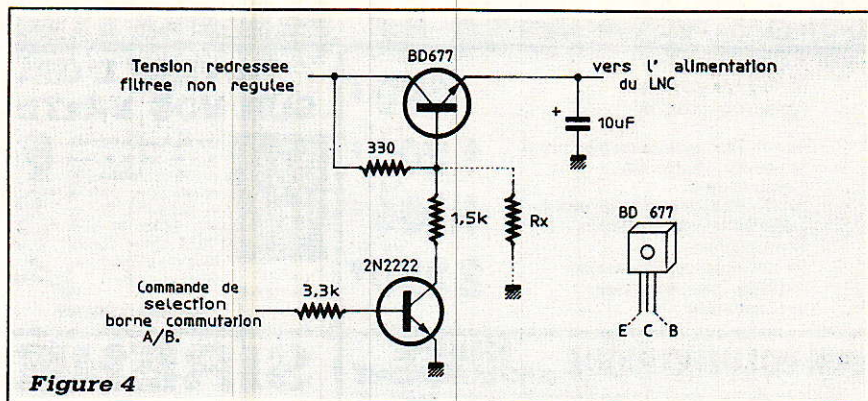 BD677
Tension redressee
filtree non regulee
vers l' alimentation
du LNC
+
10uF
330
1,5k
Rx
BD 677
2N2222
Commande de
selection
borne commutation
A/B.
3,3k
E C B
Figure 4